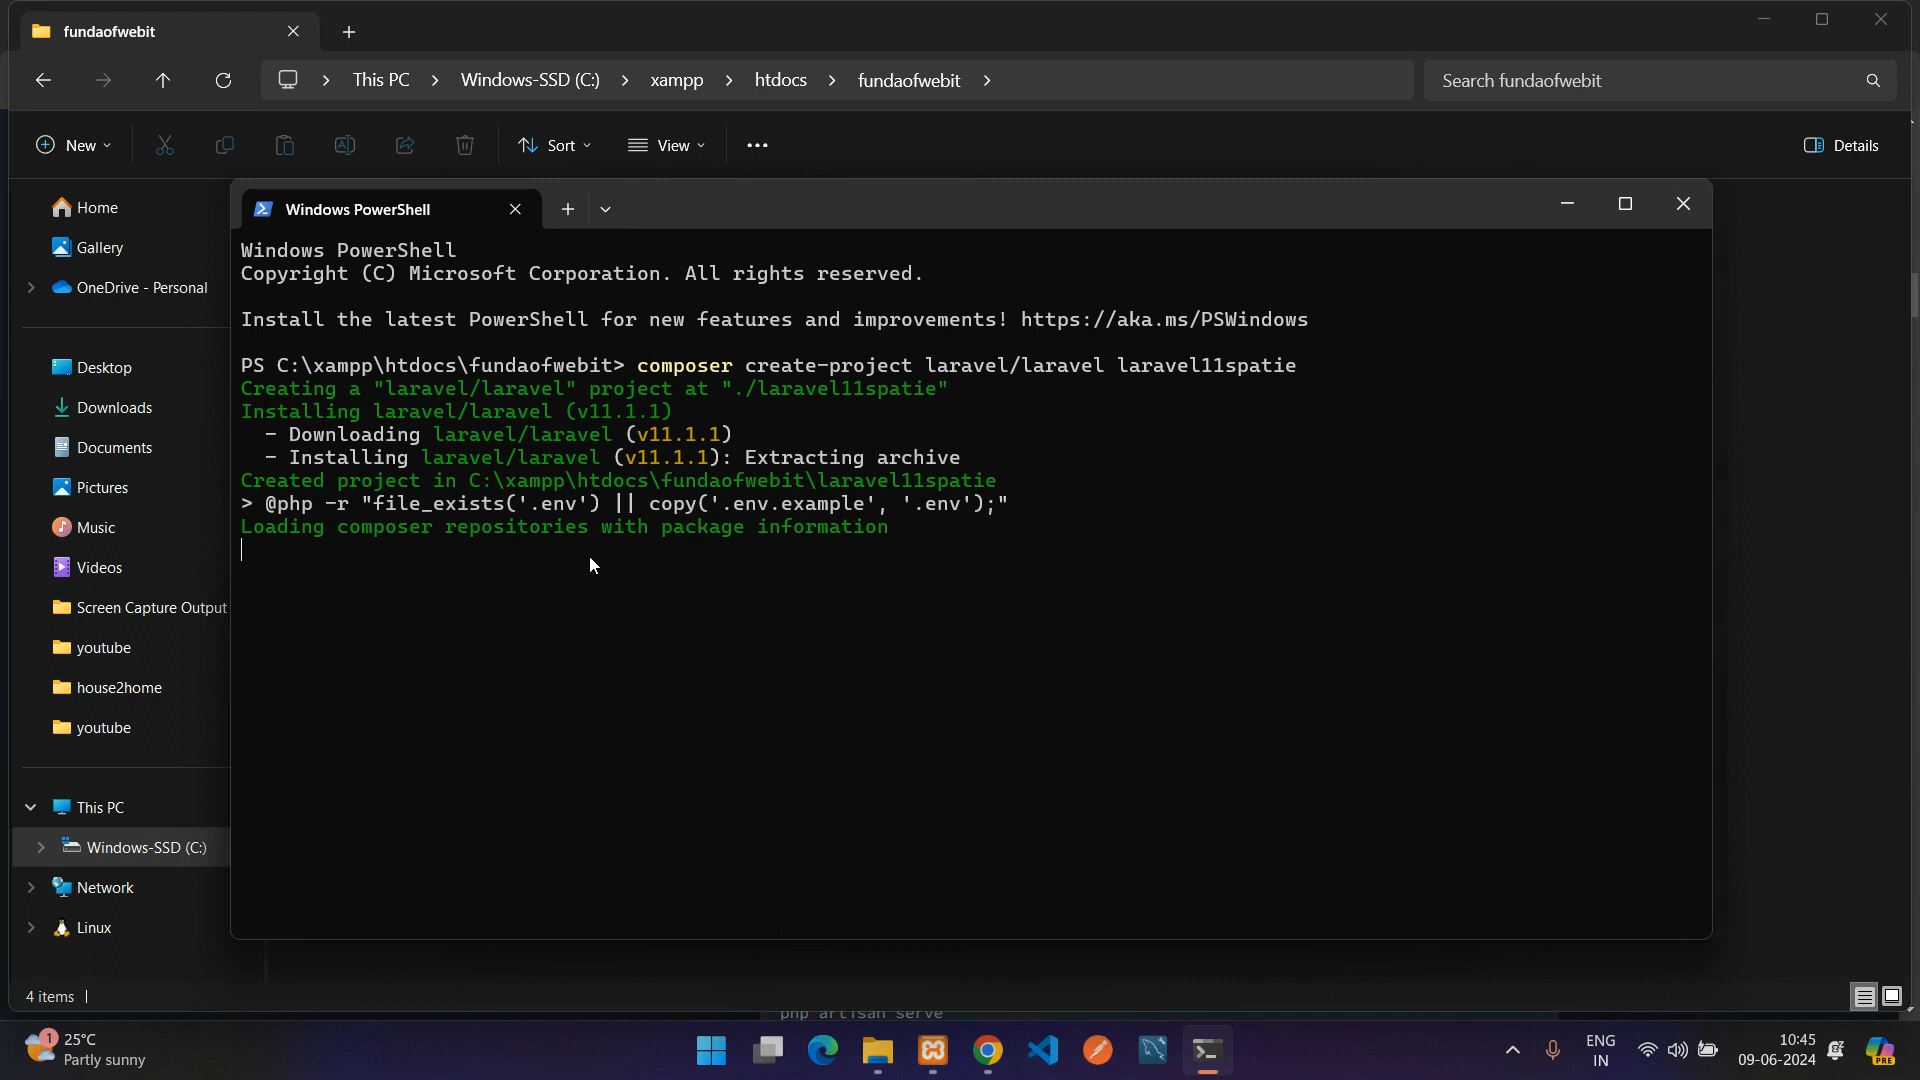 fundaofwebit
This PC Windows-SSD (C:) xampp htdocs fundaofwebit
Search fundaofwebit
New
Sort
View
Details
Home
Gallery
OneDrive - Personal
Desktop
Downloads
Documents
Pictures
Music
Videos
Screen Capture Output
youtube
house2home
youtube
This PC
Windows-SSD (C:)
Network
Linux
4 items
Windows PowerShell
Windows PowerShell
Copyright (C) Microsoft Corporation. All rights reserved.
Install the latest PowerShell for new features and improvements! https://aka.ms/PSWindows
PS C:\xampp\htdocs\fundaofwebit> composer create-project laravel/laravel laravel11spatie
Creating a "laravel/laravel" project at "./laravel11spatie"
Installing laravel/laravel (v11.1.1)
- Downloading laravel/laravel (v11.1.1)
- Installing laravel/laravel (v11.1.1): Extracting archive
Created project in C:\xampp\htdocs\fundaofwebit\laravel11spatie
> @php -r "file_exists('.env') || copy('.env.example', '.env');"
Loading composer repositories with package information
php artisan serve
1
25°C
Partly sunny
ENG
IN
10:45
09-06-2024
PRE